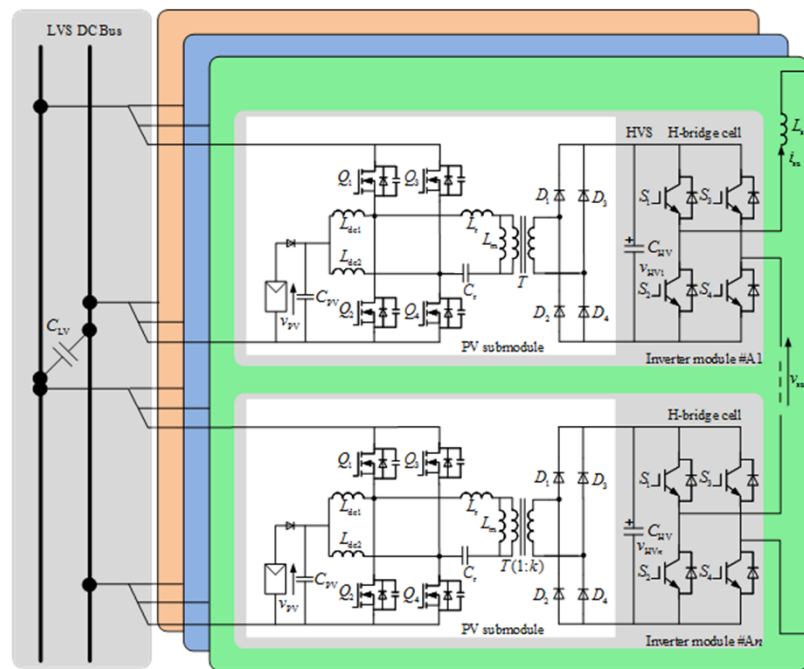 LVS DC Bus
HVS H-bridge cell
Q1 Q3
D1 D3
S1 S3
Ldc1 Lr
Lm
Ldc2
CHV
vHV1
Cr T
CPV
vPV
Q2 Q4
D2 D4
S2 S4
CLV
PV submodule
Inverter module #A1
H-bridge cell
Q1 Q3
D1 D3
S1 S3
Ldc1 Lr
Lm
Ldc2
CHV
vHVn
Cr T(1:k)
CPV
vPV
Q2 Q4
D2 D4
S2 S4
PV submodule
Inverter module #An